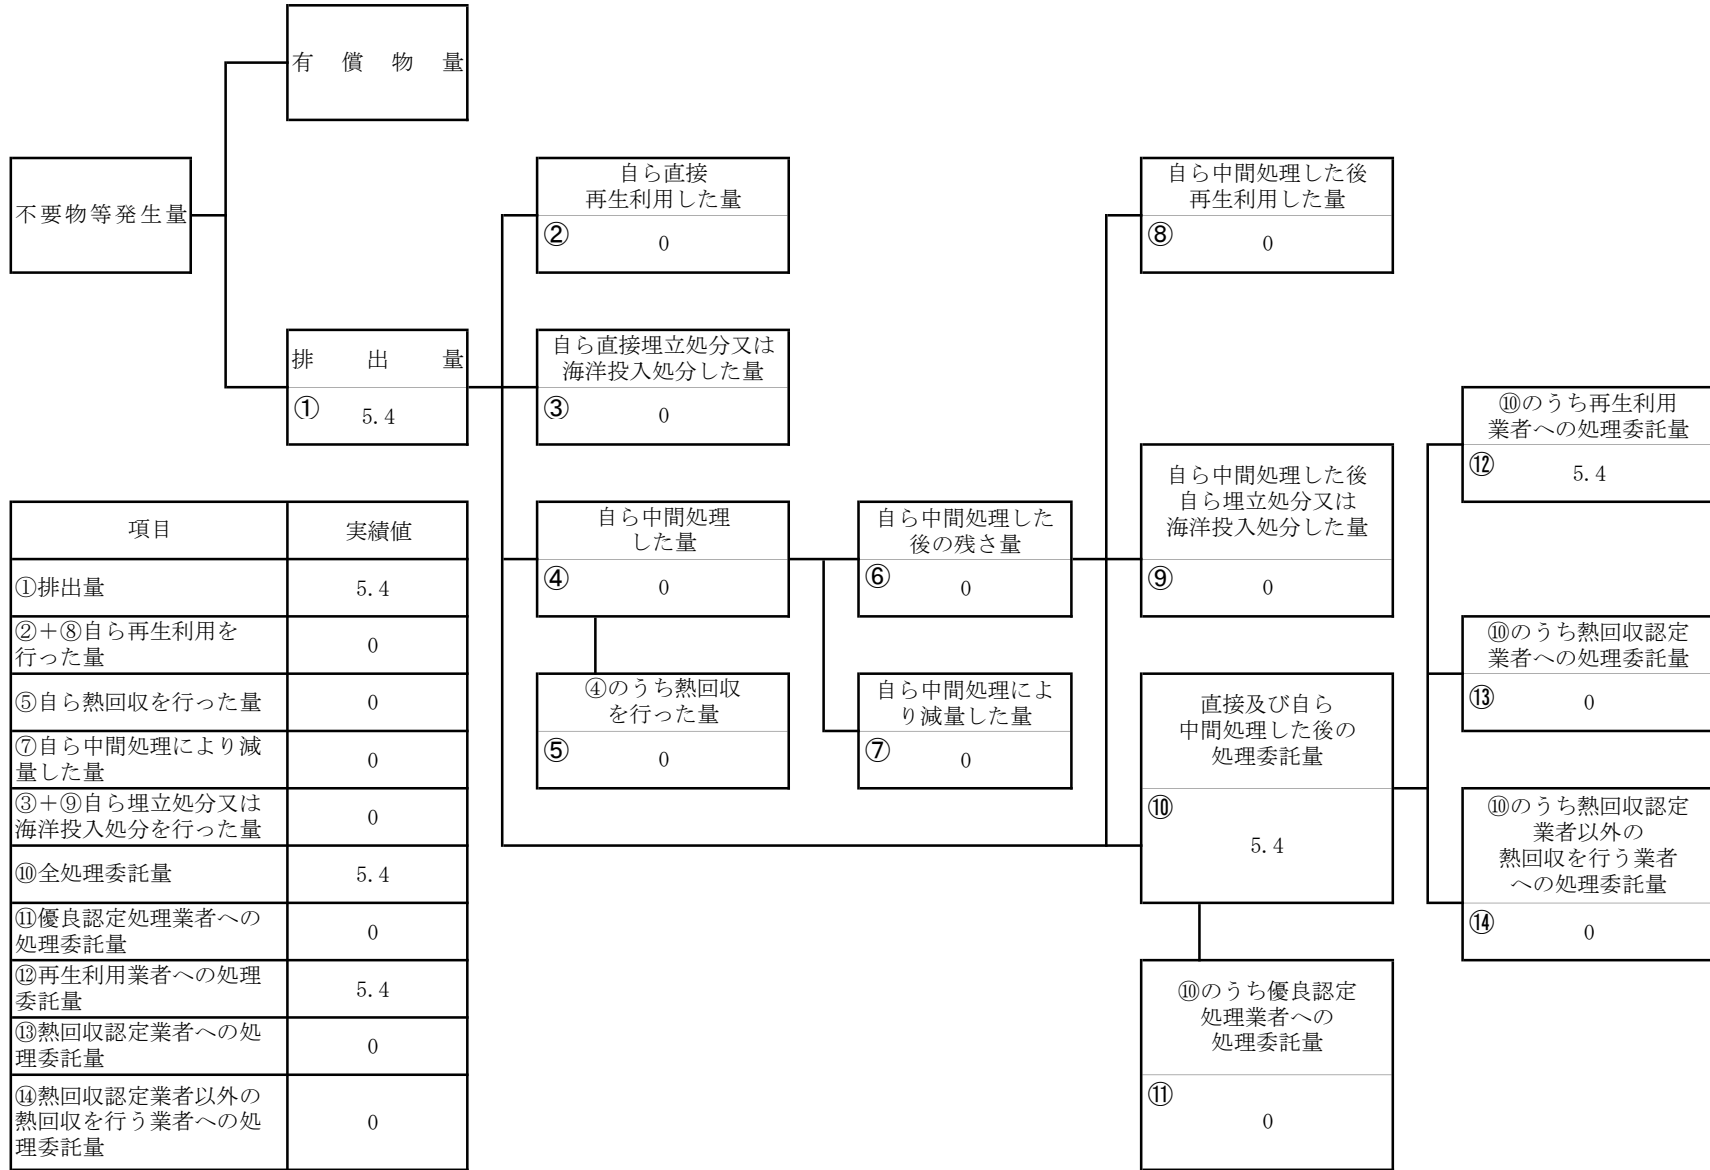 有償物量
不要物等発生量
排出量
① 5.4
自ら直接
再生利用した量
② 0
自ら直接埋立処分又は
海洋投入処分した量
③ 0
自ら中間処理
した量
④ 0
④のうち熱回収
を行った量
⑤ 0
自ら中間処理した
後の残さ量
⑥ 0
自ら中間処理によ
り減量した量
⑦ 0
自ら中間処理した後
再生利用した量
⑧ 0
自ら中間処理した後
自ら埋立処分又は
海洋投入処分した量
⑨ 0
直接及び自ら
中間処理した後の
処理委託量
⑩
5.4
⑩のうち優良認定
処理業者への
処理委託量
⑪
0
⑩のうち再生利用
業者への処理委託量
⑫ 5.4
⑩のうち熱回収認定
業者への処理委託量
⑬ 0
⑩のうち熱回収認定
業者以外の
熱回収を行う業者
への処理委託量
⑭ 0
項目 実績値
①排出量 5.4
②+⑧自ら再生利用を
行った量 0
⑤自ら熱回収を行った量 0
⑦自ら中間処理により減
量した量 0
③+⑨自ら埋立処分又は
海洋投入処分を行った量 0
⑩全処理委託量 5.4
⑪優良認定処理業者への
処理委託量 0
⑫再生利用業者への処理
委託量 5.4
⑬熱回収認定業者への処
理委託量 0
⑭熱回収認定業者以外の
熱回収を行う業者への処
理委託量 0